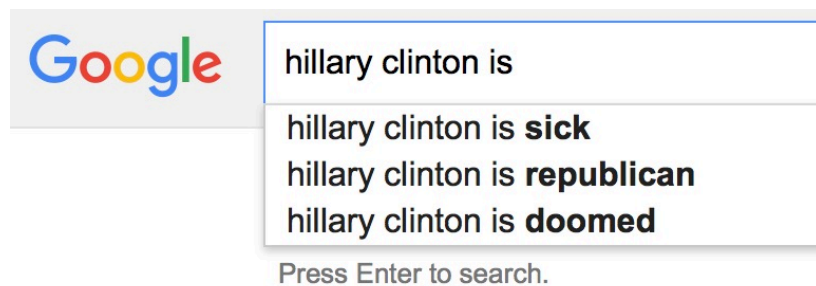 Google
hillary clinton is
hillary clinton is sick
hillary clinton is republican
hillary clinton is doomed
Press Enter to search.